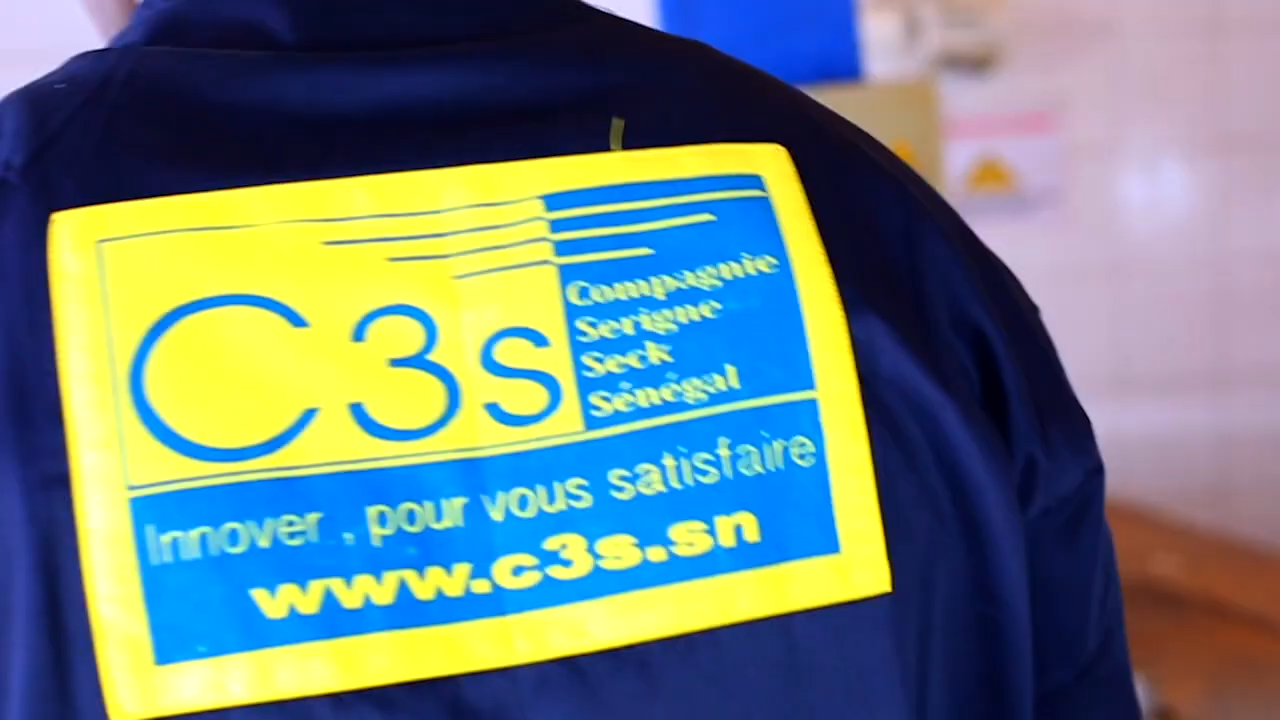 C3s
Compagnie
Serigne
Seck
Sénégal
Innover , pour vous satisfaire
www.c3s.sn